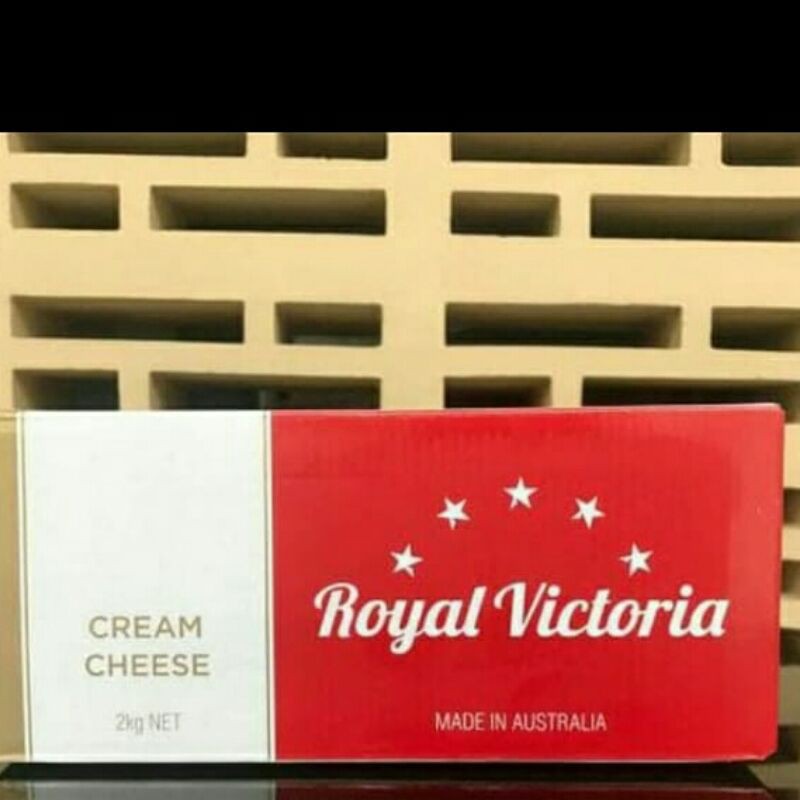 CREAM
CHEESE
2kg NET
Royal Victoria
MADE IN AUSTRALIA